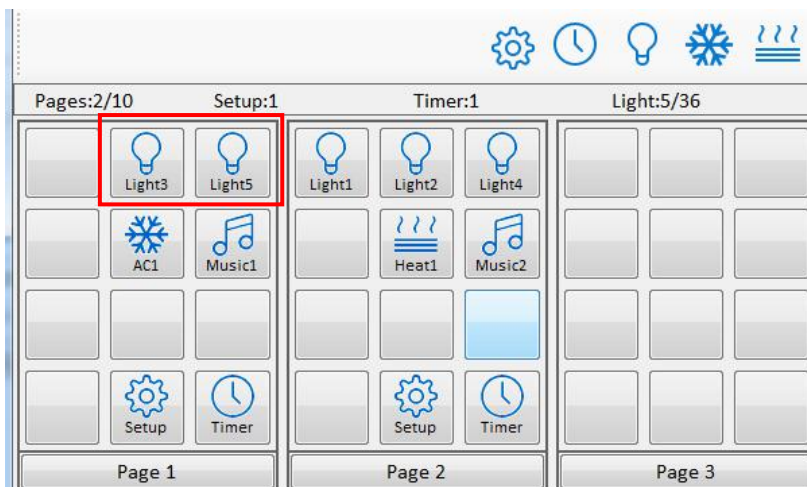 Pages:2/10 Setup:1 Timer:1 Light:5/36
Light3 Light5 Light1 Light2 Light4
AC1 Music1 Heat1 Music2
Setup Timer Setup Timer
Page 1 Page 2 Page 3